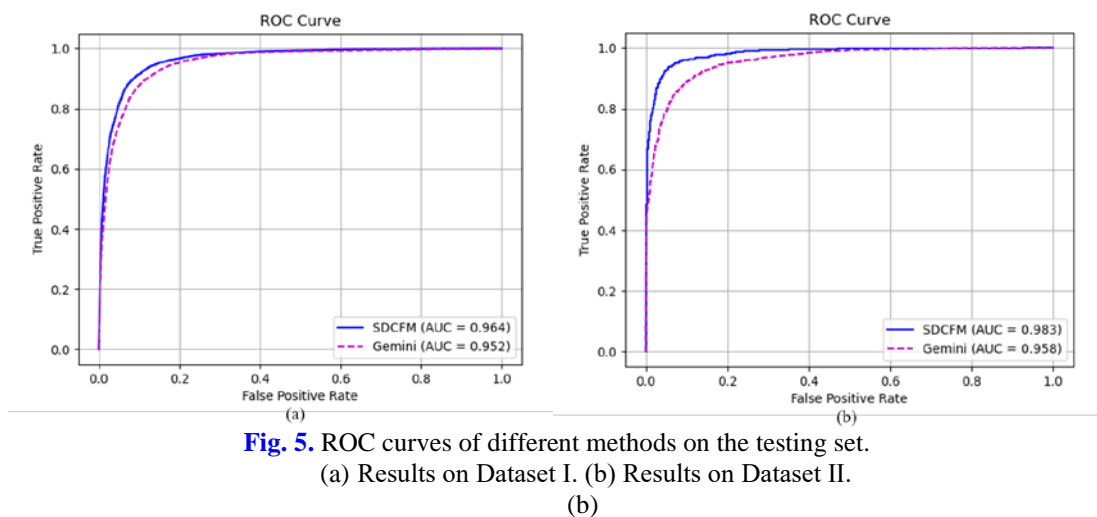 ROC Curve
1.0
0.8
0.6
0.4
0.2
0.0
True Positive Rate
SDCFM (AUC = 0.964)
Gemini (AUC = 0.952)
0.0 0.2 0.4 0.6 0.8 1.0
False Positive Rate
(a)
ROC Curve
1.0
0.8
0.6
0.4
0.2
0.0
True Positive Rate
SDCFM (AUC = 0.983)
Gemini (AUC = 0.958)
0.0 0.2 0.4 0.6 0.8 1.0
False Positive Rate
(b)
Fig. 5. ROC curves of different methods on the testing set.
(a) Results on Dataset I. (b) Results on Dataset II.
(b)